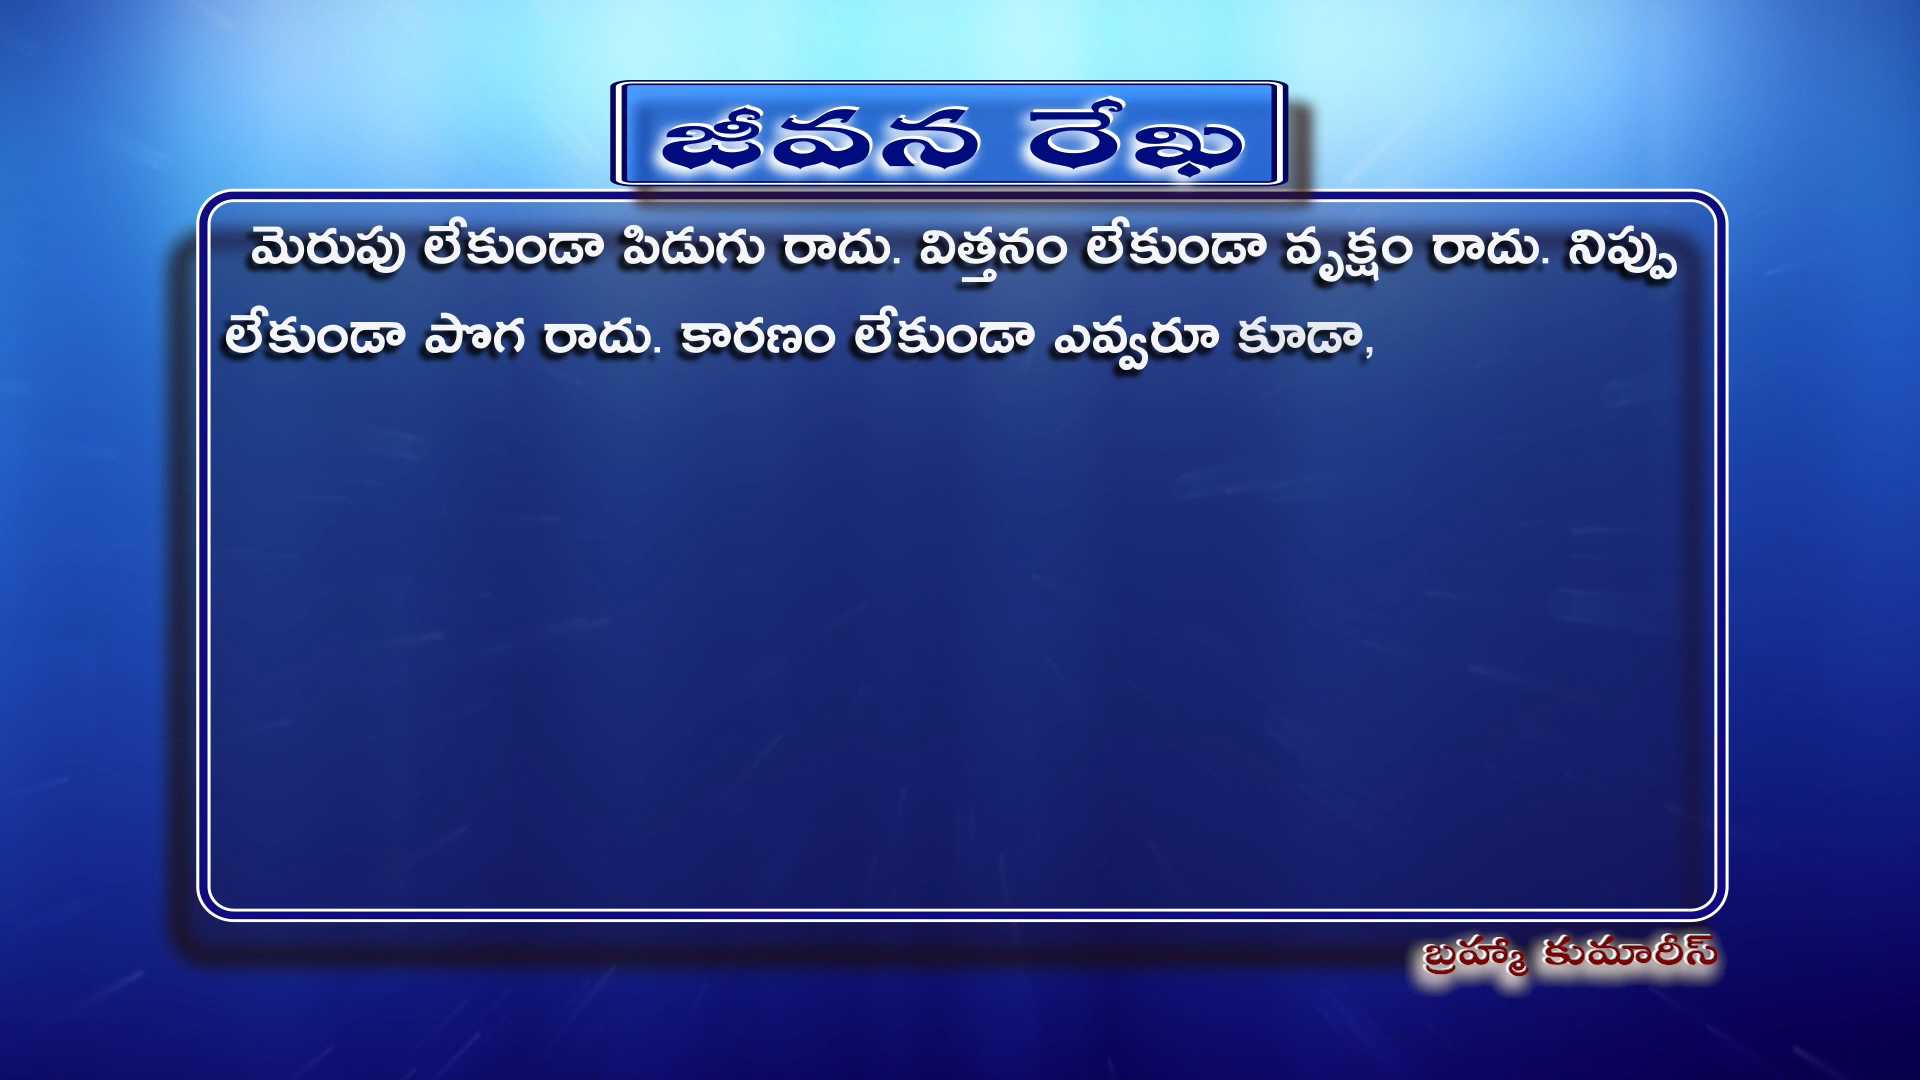 జీవన రేఖ
మెరుపు లేకుండా పిడుగు రాదు. విత్తనం లేకుండా వృక్షం రాదు. నిప్పు
లేకుండా పొగ రాదు. కారణం లేకుండా ఎవ్వరూ కూడా,
బ్రహ్మా కుమారీస్